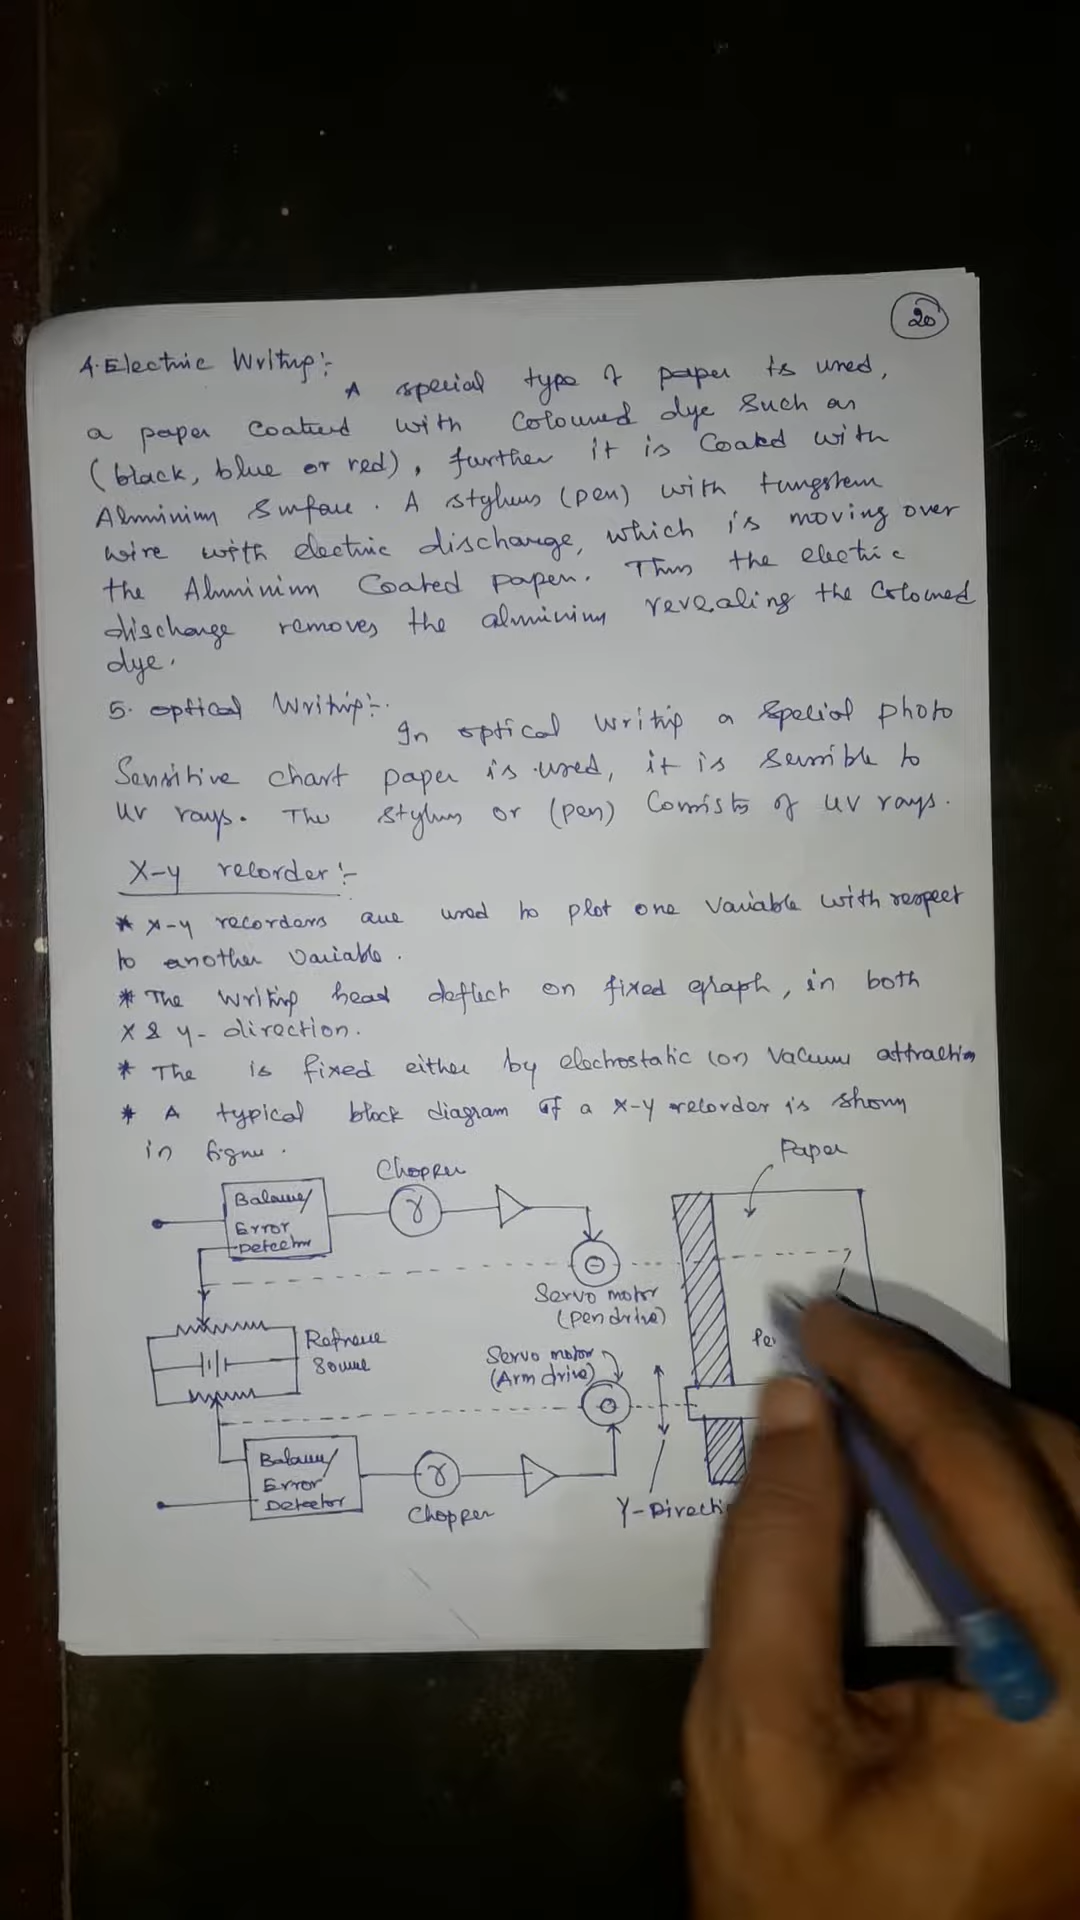 20
4. Electric Writing:-
A special type of paper is used,
a paper coatued with Coloured dye such as
(black, blue or red), further it is Coated with
Alminium Surface. A stylus (pen) with tungstem
wire with electric discharge, which is moving over
the Alminium Coated paper. Thus the electric
discharge removes the alminium revealing the Coloured
dye.
5. optical Writing:-
In optical writing a special photo
Sensitive chart paper is used, it is sensible to
UV rays. The stylus or (pen) Consists of UV rays.
X-y recorder:-
* X-y recorders are used to plot one Variable with respect
to another Variable.
* The Writing head deflect on fixed graph, in both
X & y- direction.
* The is fixed either by electrostatic (or) Vacuum attraction
* A typical block diagram of a X-Y recorder is shown
in figure.
Paper
Chopper
Balance/
Error
Detector
Servo motor
(pen drive)
Refrence
Source
Servo motor
(Arm drive)
Balance/
Error
Detector
Chopper
Y-Directi